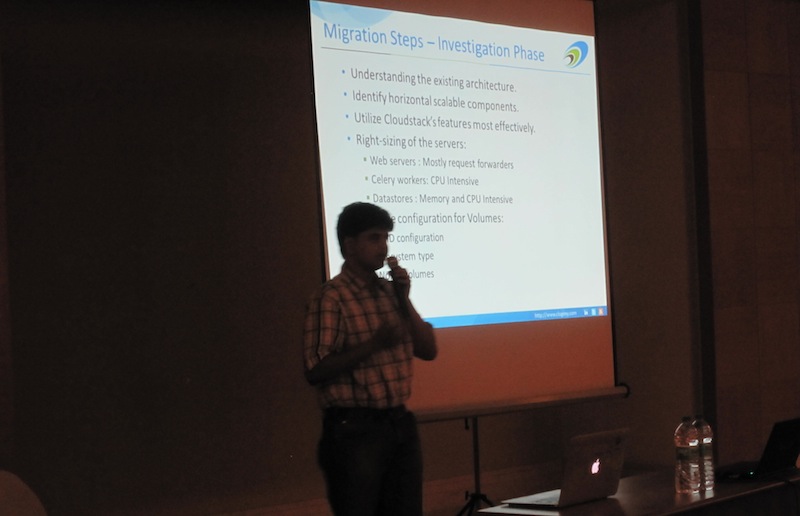 Migration Steps – Investigation Phase
• Understanding the existing architecture.
• Identify horizontal scalable components.
• Utilize Cloudstack's features most effectively.
• Right-sizing of the servers:
Web servers : Mostly request forwarders
Celery workers: CPU Intensive
Datastores : Memory and CPU Intensive
configuration for Volumes:
configuration
type